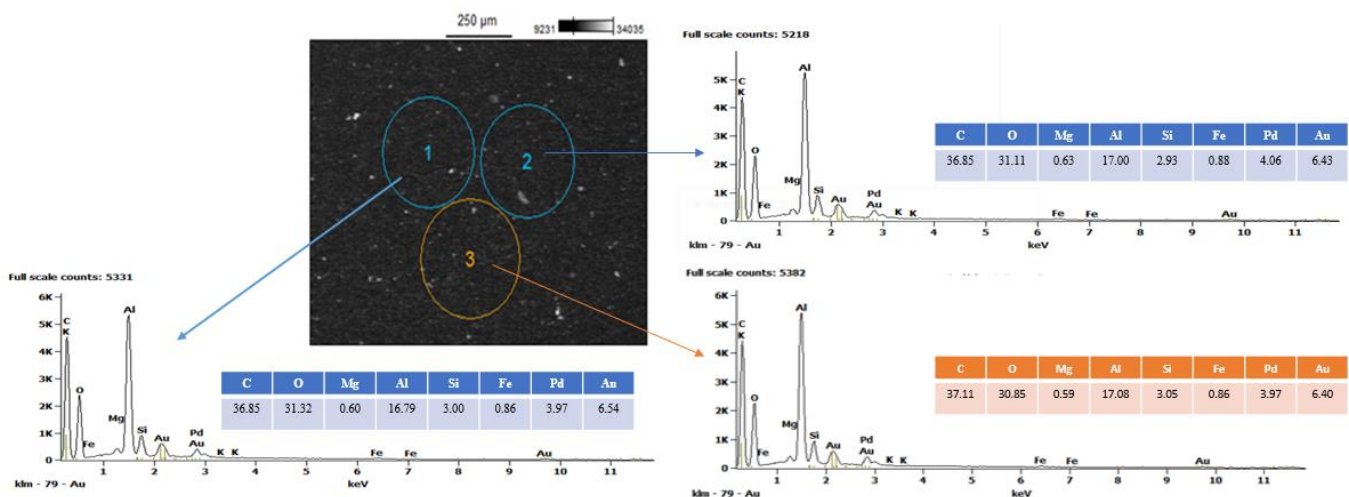 250 µm
9231 34035
1
2
3
Full scale counts: 5218
Al
5K
C
K
4K
3K
O
2K
Mg
1K
Si
Au
Pd
Au
Fe
K K
Fe Fe
Au
0
1 2 3 4 5 6 7 8 9 10 11
klm - 79 - Au
keV
C O Mg Al Si Fe Pd Au
36.85 31.11 0.63 17.00 2.93 0.88 4.06 6.43
Full scale counts: 5331
6K
Al
5K
C
K
4K
3K
O
2K
Mg
1K
Si
Au
Pd
Au
Fe
K K
Fe Fe
Au
0
1 2 3 4 5 6 7 8 9 10 11
klm - 79 - Au
keV
C O Mg Al Si Fe Pd Au
36.85 31.32 0.60 16.79 3.00 0.86 3.97 6.54
Full scale counts: 5382
6K
Al
5K
C
K
4K
3K
O
2K
Mg
1K
Si
Au
Pd
Au
Fe
K K
Fe Fe
Au
0
1 2 3 4 5 6 7 8 9 10 11
klm - 79 - Au
keV
C O Mg Al Si Fe Pd Au
37.11 30.85 0.59 17.08 3.05 0.86 3.97 6.40